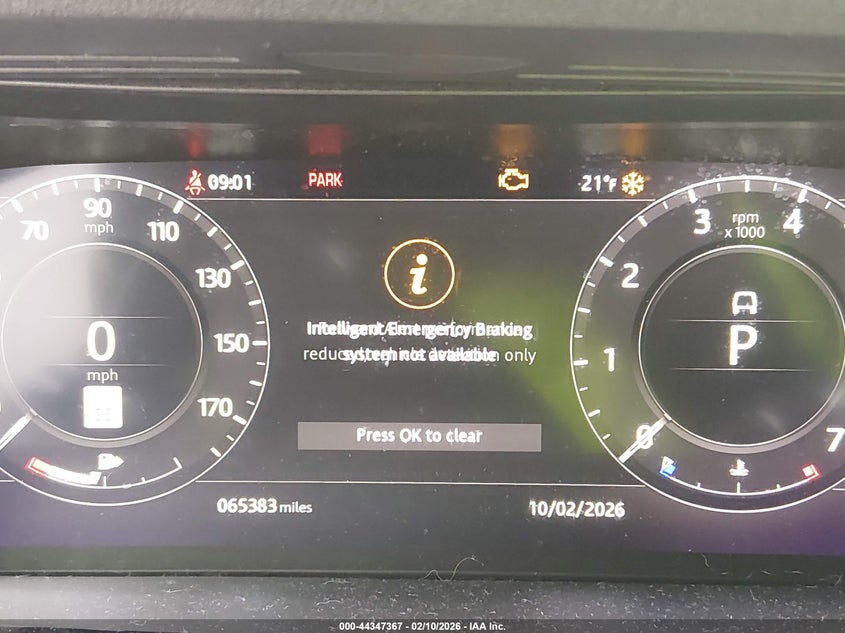 09:01 PARK -21°F
70 90 110 130 150 170
mph
0
mph
Intelligent Emergency Braking
system not available only
Press OK to clear
1 2 3 4 7
rpm
x 1000
P
0
065383 miles
10/02/2026
000-44347367 - 02/10/2026 - IAA Inc.